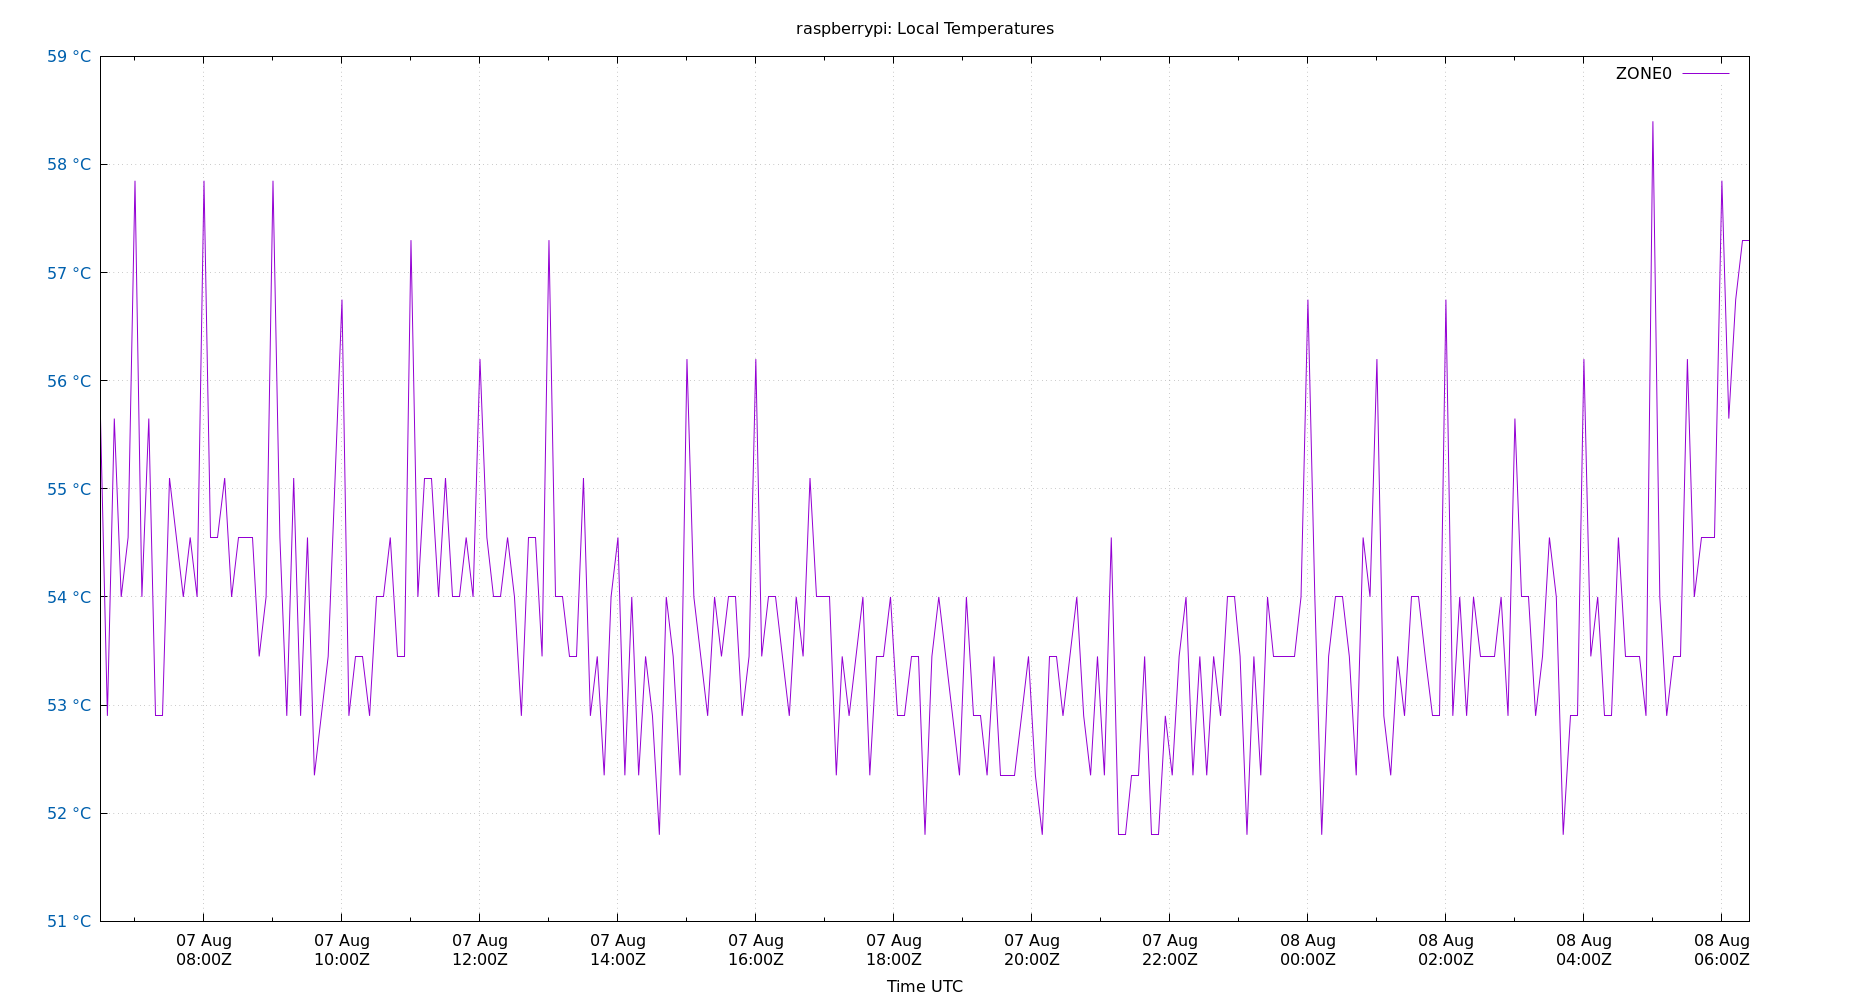 raspberrypi: Local Temperatures
ZONE0
59 °C
58 °C
57 °C
56 °C
55 °C
54 °C
53 °C
52 °C
51 °C
07 Aug 07 Aug 07 Aug 07 Aug 07 Aug 07 Aug 07 Aug 07 Aug 08 Aug 08 Aug 08 Aug 08 Aug
08:00Z 10:00Z 12:00Z 14:00Z 16:00Z 18:00Z 20:00Z 22:00Z 00:00Z 02:00Z 04:00Z 06:00Z
Time UTC